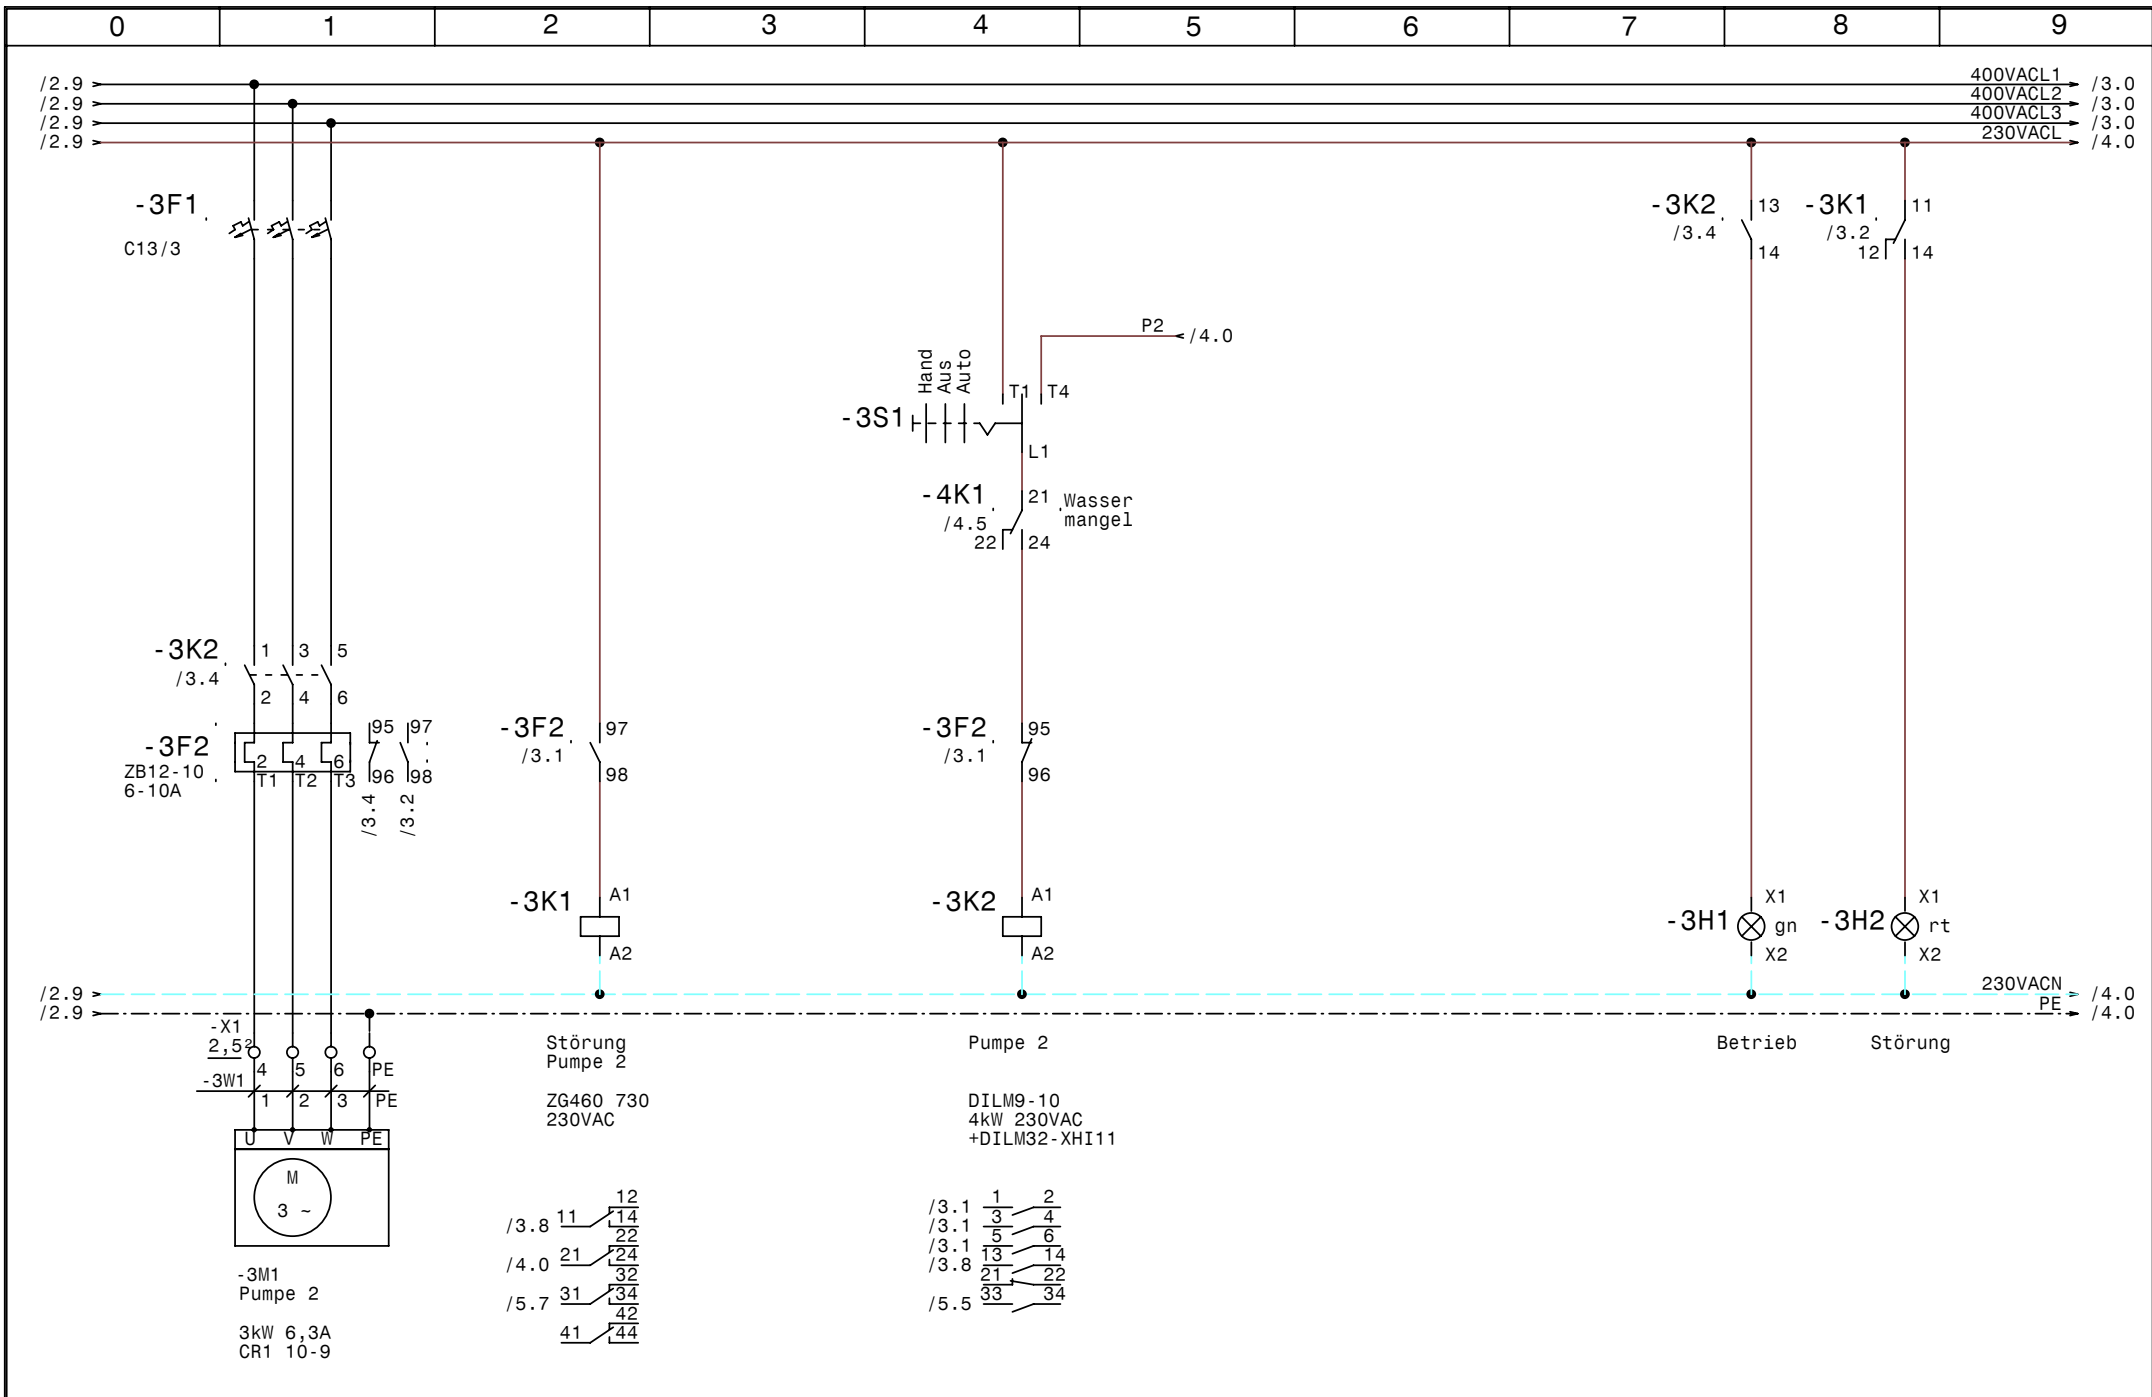 0 1 2 3 4 5 6 7 8 9
/2.9 400VACL1 /3.0
/2.9 400VACL2 /3.0
/2.9 400VACL3 /3.0
/2.9 230VACL /4.0
-3F1
C13/3
-3K2 13
/3.4
14
-3K1 11
/3.2
12 14
P2 /4.0
Hand
Aus
Auto
T1 T4
-3S1
L1
-4K1 21 Wasser
/4.5 mangel
22 24
-3K2 1 3 5
/3.4
2 4 6
-3F2 95 97
2 4 6
ZB12-10 T1 T2 T3 96 98
6-10A
/3.4 /3.2
-3F2 97
/3.1
98
-3F2 95
/3.1
96
-3K1 A1
A2
-3K2 A1
A2
-3H1 X1
gn
X2
-3H2 X1
rt
X2
/2.9 230VACN /4.0
/2.9 PE /4.0
-X1
2,5²
4 5 6 PE
-3W1
1 2 3 PE
U V W PE
M
3 ~
-3M1
Pumpe 2
3kW 6,3A
CR1 10-9
Störung
Pumpe 2
ZG460 730
230VAC
12
/3.8 11 14
22
/4.0 21 24
32
/5.7 31 34
42
41 44
Pumpe 2
DILM9-10
4kW 230VAC
+DILM32-XHI11
/3.1 1 2
/3.1 3 4
/3.1 5 6
/3.8 13 14
21 22
/5.5 33 34
Betrieb
Störung